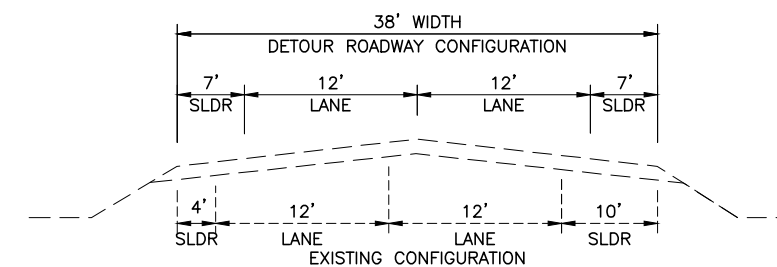 38' WIDTH
DETOUR ROADWAY CONFIGURATION
7' 12' 12' 7'
SLDR LANE LANE SLDR
4' 12' 12' 10'
SLDR LANE LANE SLDR
EXISTING CONFIGURATION